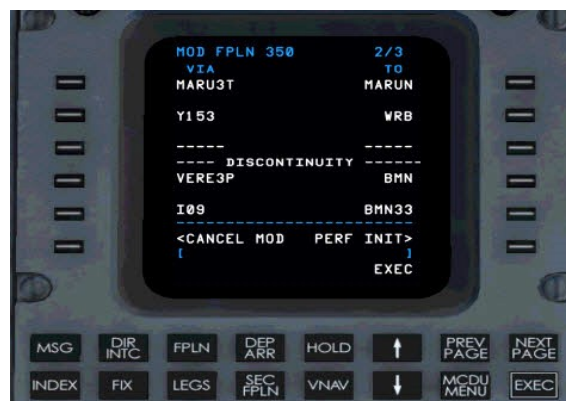 MOD FPLN 350 2/3
VIA TO
MARU3T MARUN
Y153 WRB
----- -----
---- DISCONTINUITY ------
VERE3P BMN
I09 BMN33
------------------------
<CANCEL MOD PERF INIT>
[ ]
EXEC
MSG DIR INTC FPLN DEP ARR HOLD ↑ PREV PAGE NEXT PAGE
INDEX FIX LEGS SEC FPLN VNAV ↓ MCDU MENU EXEC